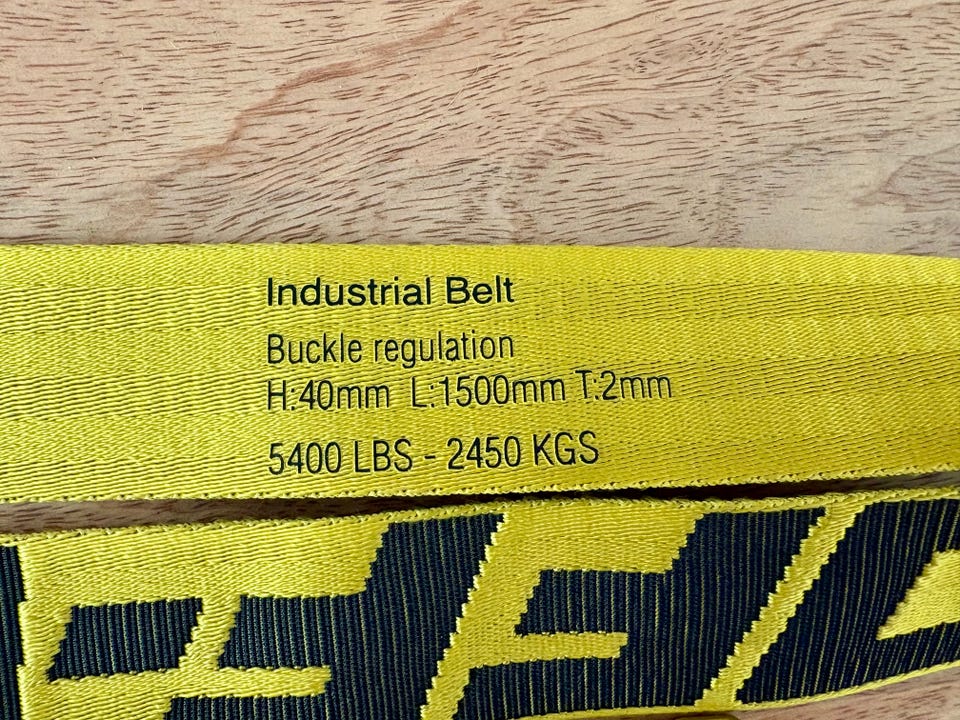 Industrial Belt
Buckle regulation
H:40mm L:1500mm T:2mm
5400 LBS - 2450 KGS